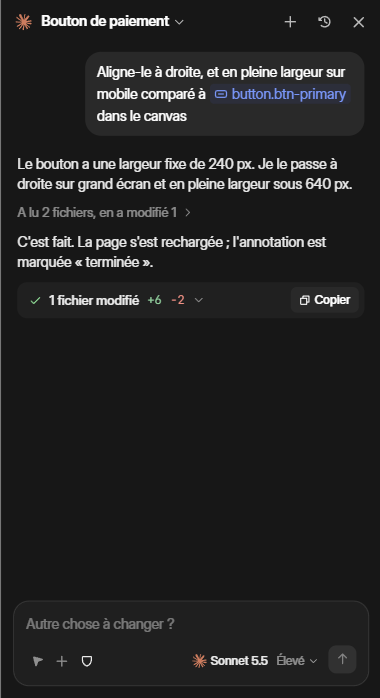 Bouton de paiement
Aligne-le à droite, et en pleine largeur sur
mobile comparé à button.btn-primary
dans le canvas
Le bouton a une largeur fixe de 240 px. Je le passe à
droite sur grand écran et en pleine largeur sous 640 px.
A lu 2 fichiers, en a modifié 1
C'est fait. La page s'est rechargée ; l'annotation est
marquée « terminée ».
1 fichier modifié +6 -2 Copier
Autre chose à changer ?
Sonnet 5.5 Élevé